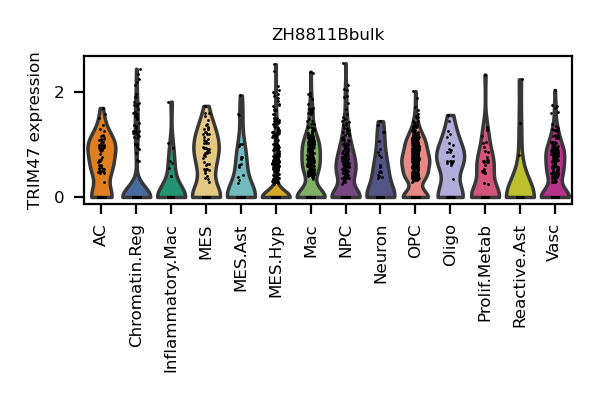 ZH8811Bbulk
TRIM47 expression
2
0
AC
Chromatin.Reg
Inflammatory.Mac
MES
MES.Ast
MES.Hyp
Mac
NPC
Neuron
OPC
Oligo
Prolif.Metab
Reactive.Ast
Vasc